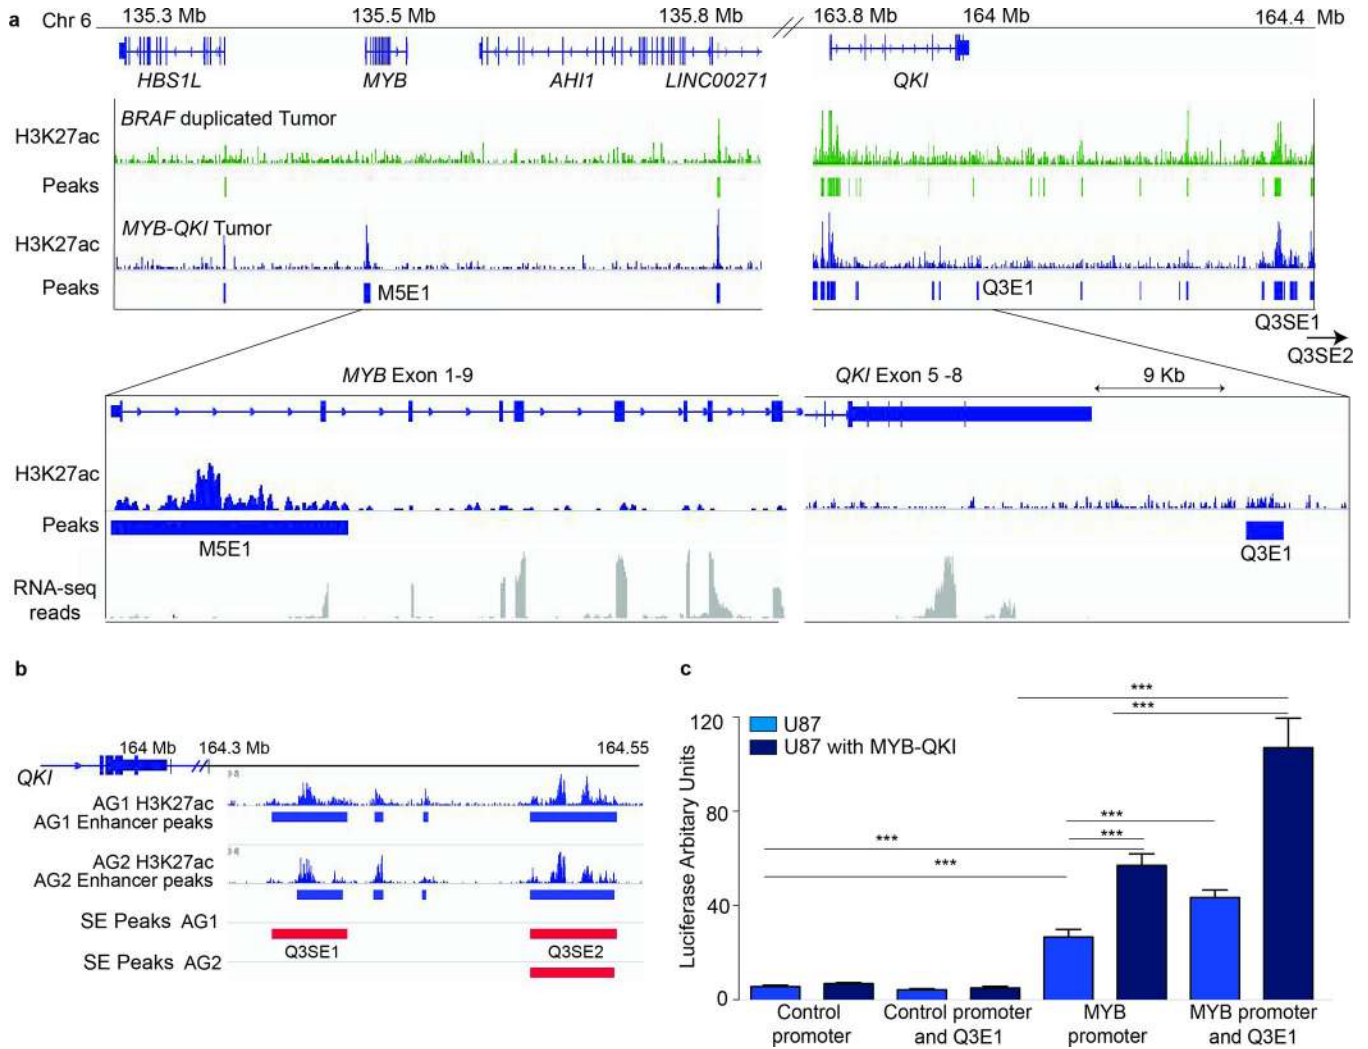 a
Chr 6 135.3 Mb 135.5 Mb 135.8 Mb 163.8 Mb 164 Mb 164.4 Mb
HBS1L MYB AHI1 LINC00271 QKI
BRAF duplicated Tumor
H3K27ac
Peaks
MYB-QKI Tumor
H3K27ac
Peaks M5E1 Q3E1
Q3SE1
Q3SE2
MYB Exon 1-9 QKI Exon 5 -8 9 Kb
H3K27ac
Peaks
M5E1 Q3E1
RNA-seq
reads
b
164 Mb 164.3 Mb 164.55
QKI
AG1 H3K27ac
AG1 Enhancer peaks
AG2 H3K27ac
AG2 Enhancer peaks
SE Peaks AG1
Q3SE1 Q3SE2
SE Peaks AG2
c
***
***
120
U87
U87 with MYB-QKI
Luciferase Arbitary Units
80
***
***
***
***
40
0
Control promoter
Control promoter and Q3E1
MYB promoter
MYB promoter and Q3E1